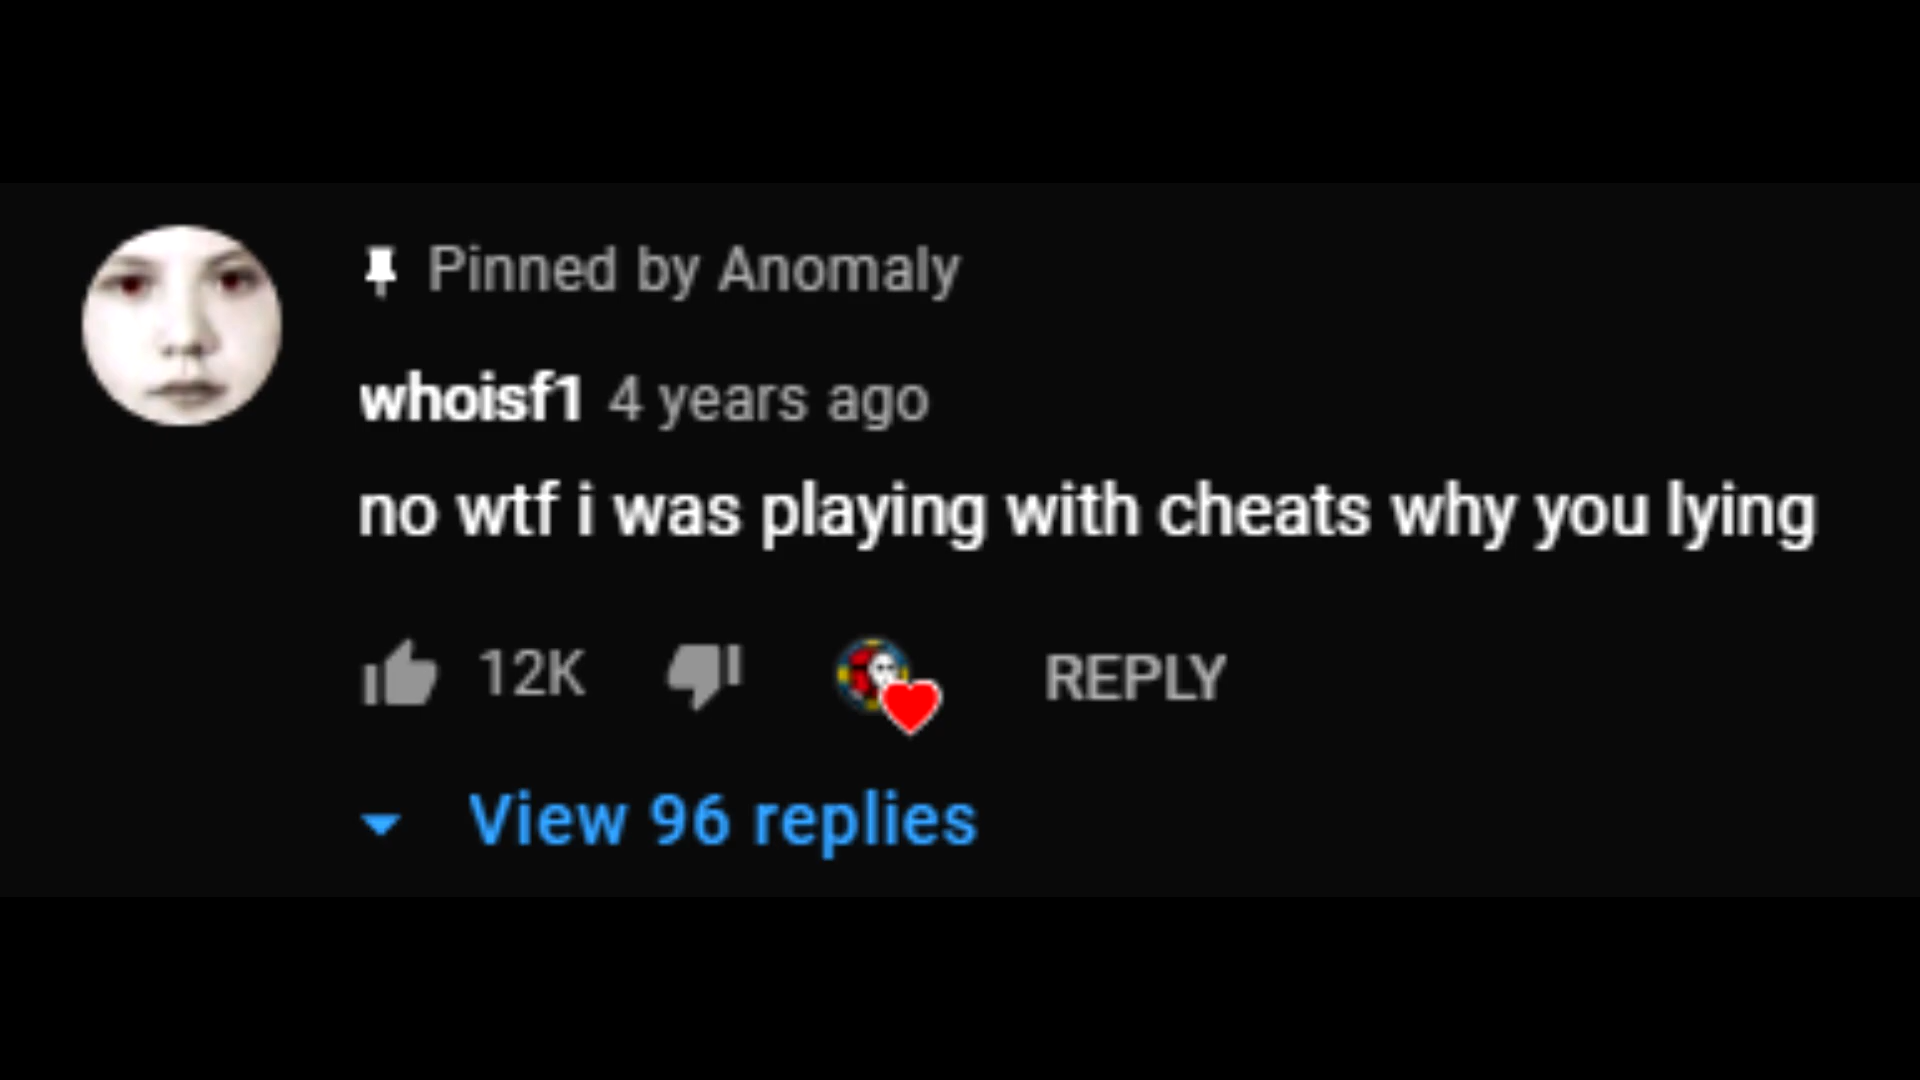 Pinned by Anomaly
whoisf1 4 years ago
no wtf i was playing with cheats why you lying
12K REPLY
View 96 replies